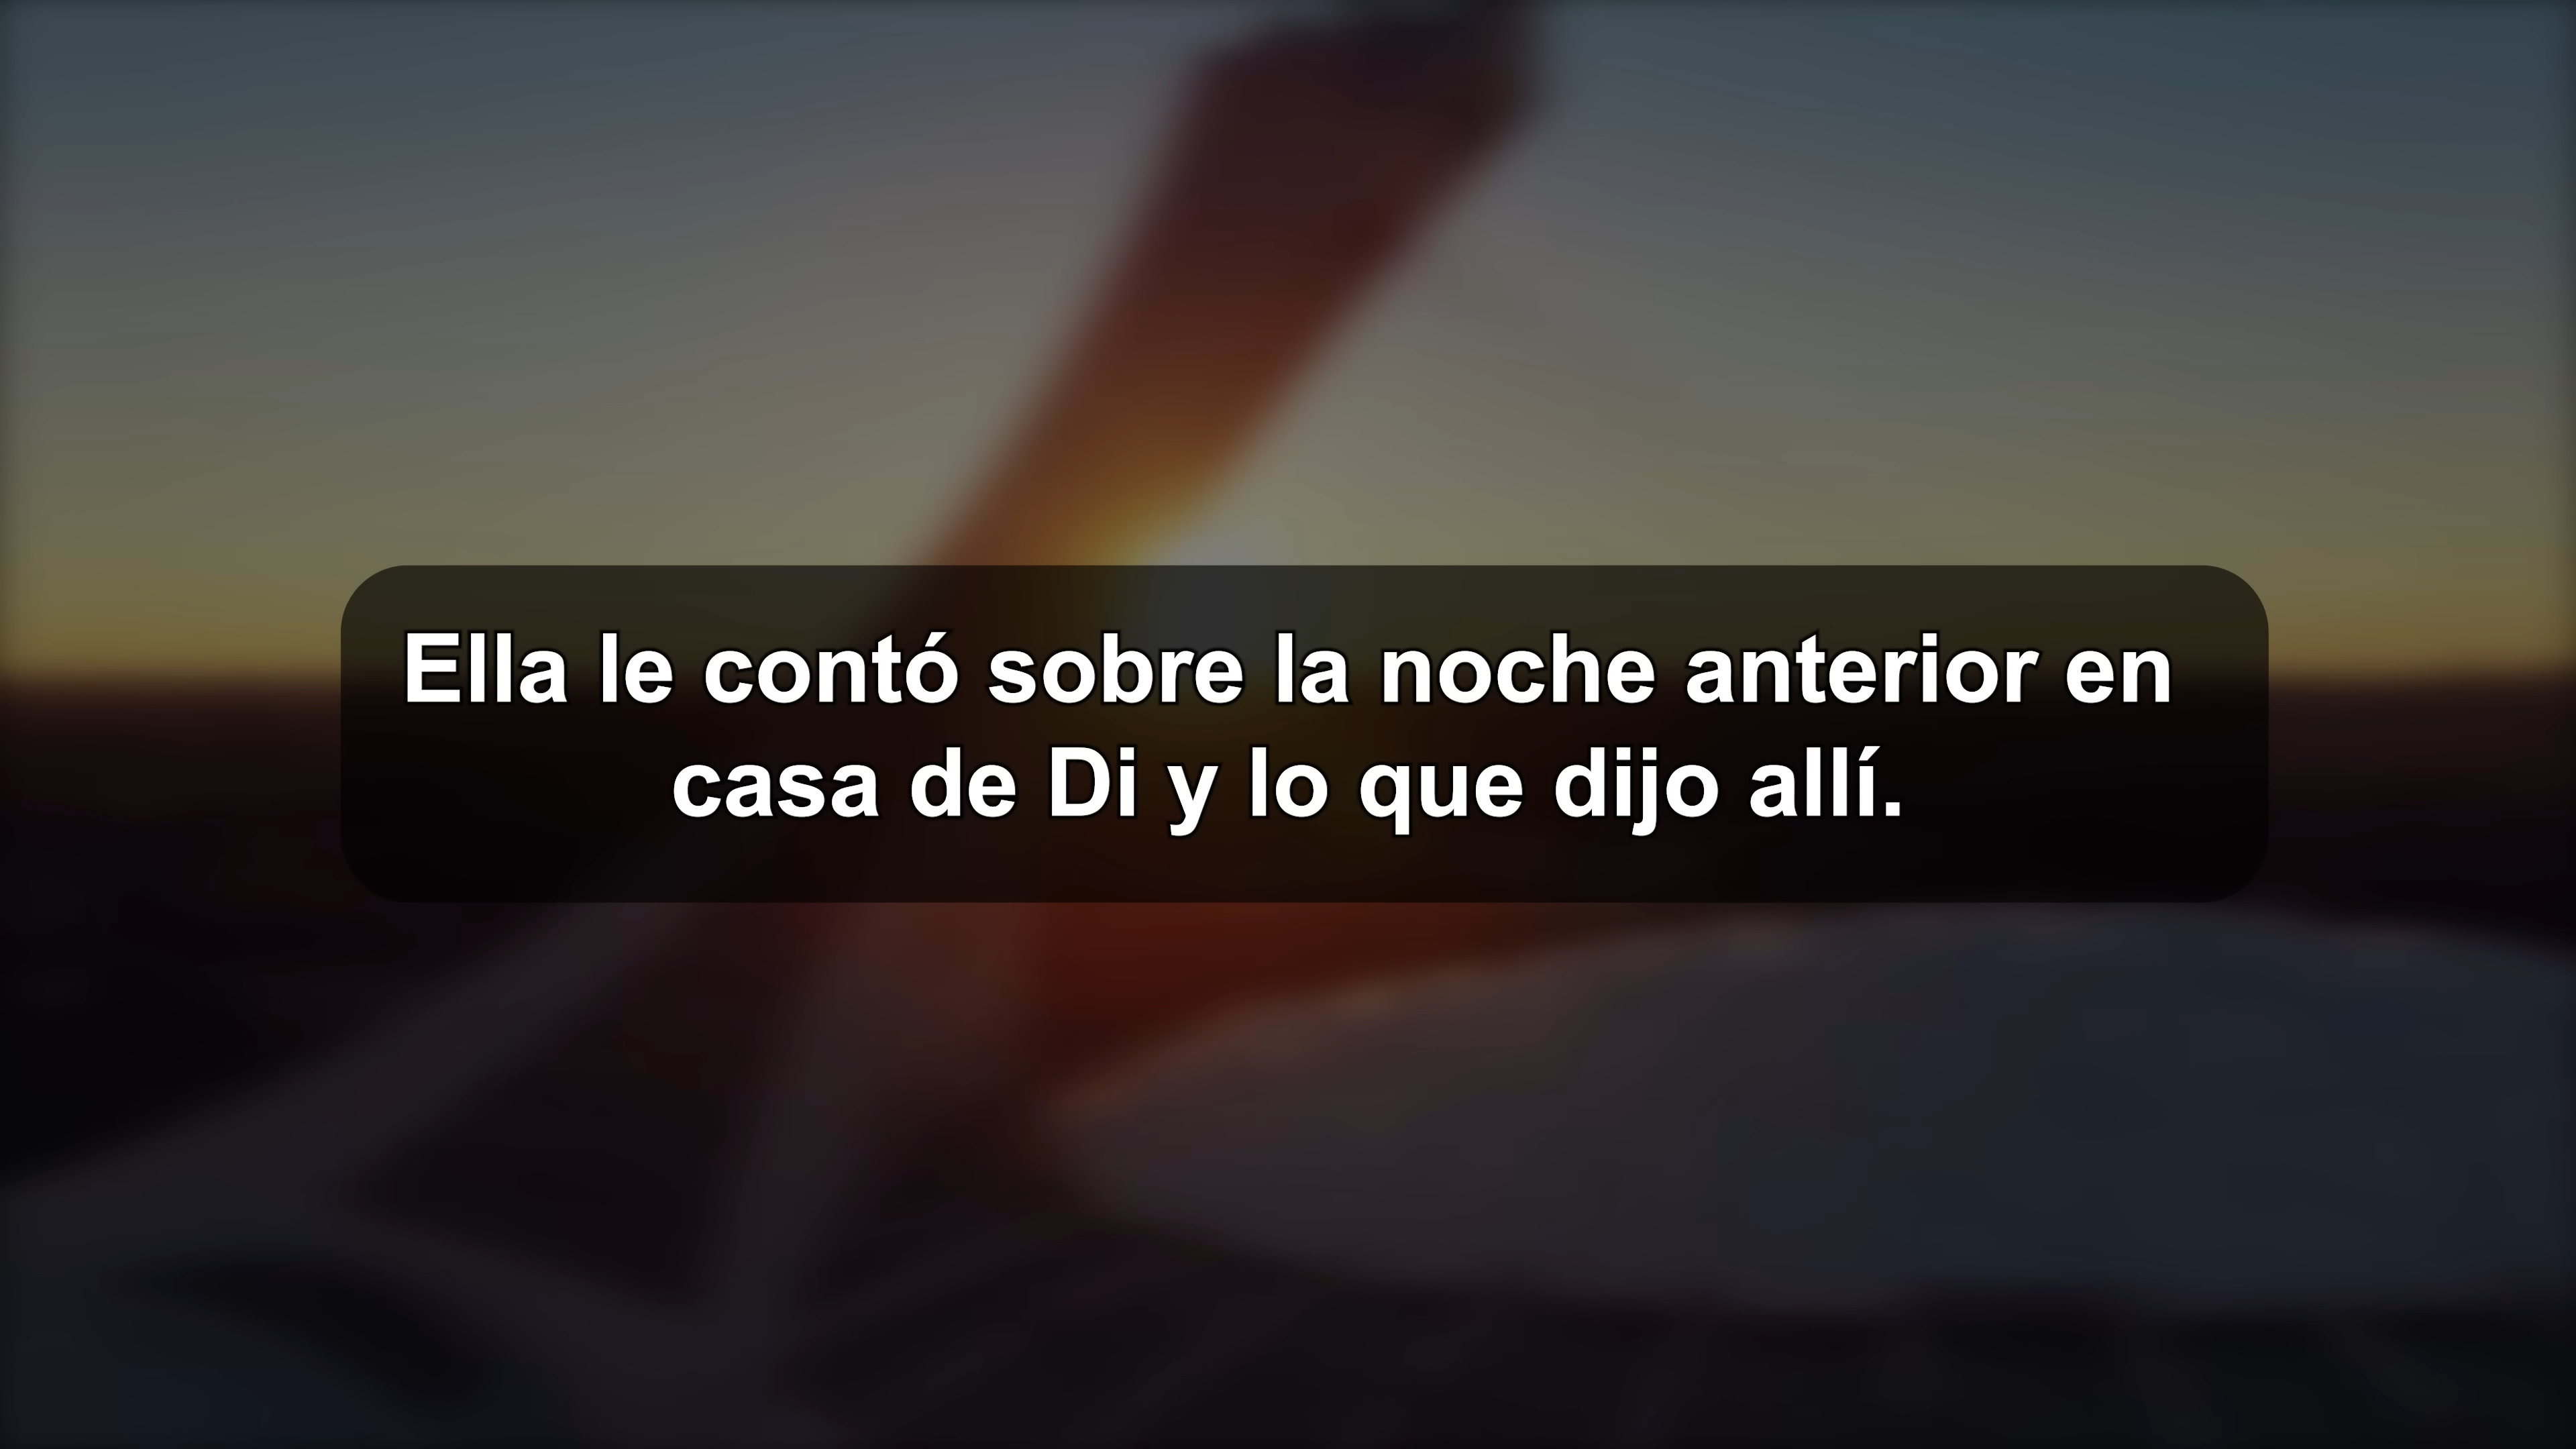 Ella le contó sobre la noche anterior en
casa de Di y lo que dijo allí.